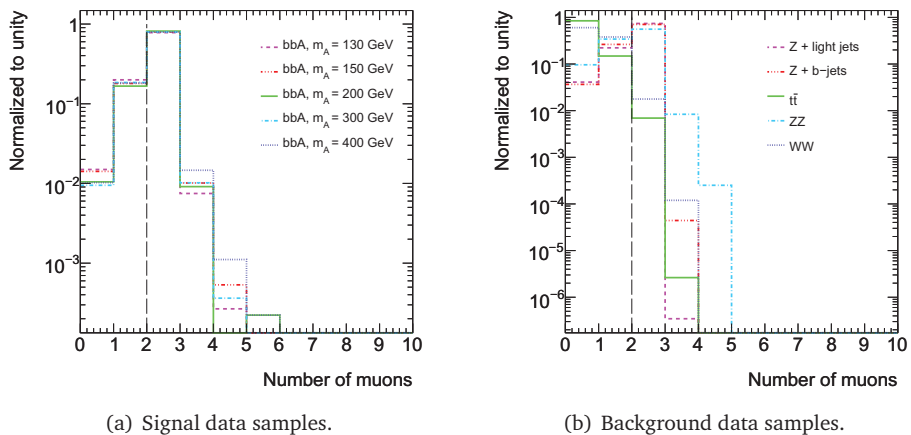 Normalized to unity
1
10⁻¹
10⁻²
10⁻³
bbA, m_A = 130 GeV
bbA, m_A = 150 GeV
bbA, m_A = 200 GeV
bbA, m_A = 300 GeV
bbA, m_A = 400 GeV
0 1 2 3 4 5 6 7 8 9 10
Number of muons
(a) Signal data samples.
Normalized to unity
1
10⁻¹
10⁻²
10⁻³
10⁻⁴
10⁻⁵
10⁻⁶
Z + light jets
Z + b−jets
tt̄
ZZ
WW
0 1 2 3 4 5 6 7 8 9 10
Number of muons
(b) Background data samples.